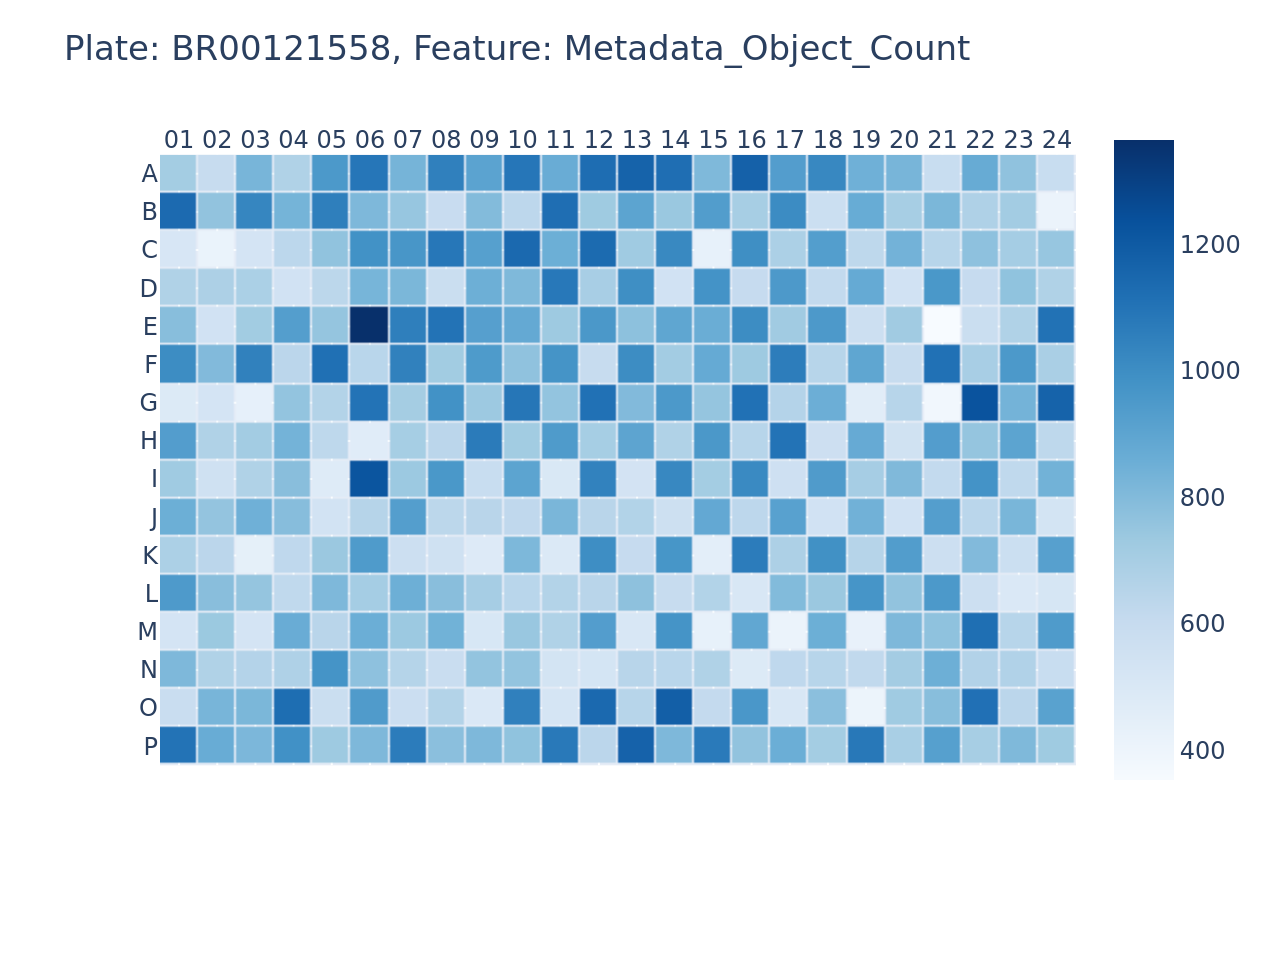 Plate: BR00121558, Feature: Metadata_Object_Count
01 02 03 04 05 06 07 08 09 10 11 12 13 14 15 16 17 18 19 20 21 22 23 24
A
B
C
D
E
F
G
H
I
J
K
L
M
N
O
P
1200
1000
800
600
400